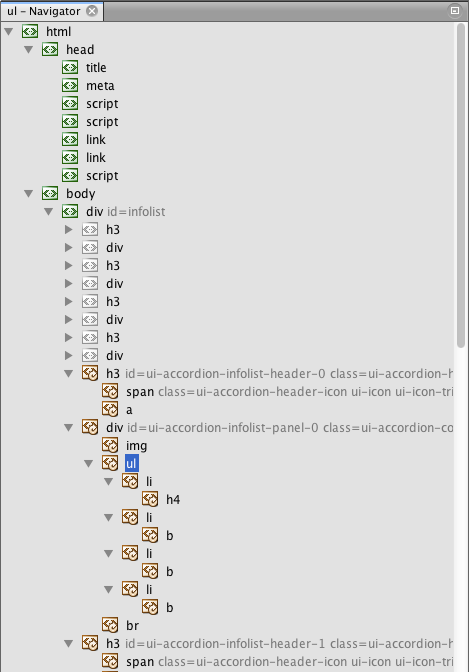 ul – Navigator
html
head
title
meta
script
script
link
link
script
body
div id=infolist
h3
div
h3
div
h3
div
h3
div
h3 id=ui-accordion-infolist-header-0 class=ui-accordion-h
span class=ui-accordion-header-icon ui-icon ui-icon-tri
a
div id=ui-accordion-infolist-panel-0 class=ui-accordion-co
img
ul
li
h4
li
b
li
b
li
b
br
h3 id=ui-accordion-infolist-header-1 class=ui-accordion-h
span class=ui-accordion-header-icon ui-icon ui-icon-tri